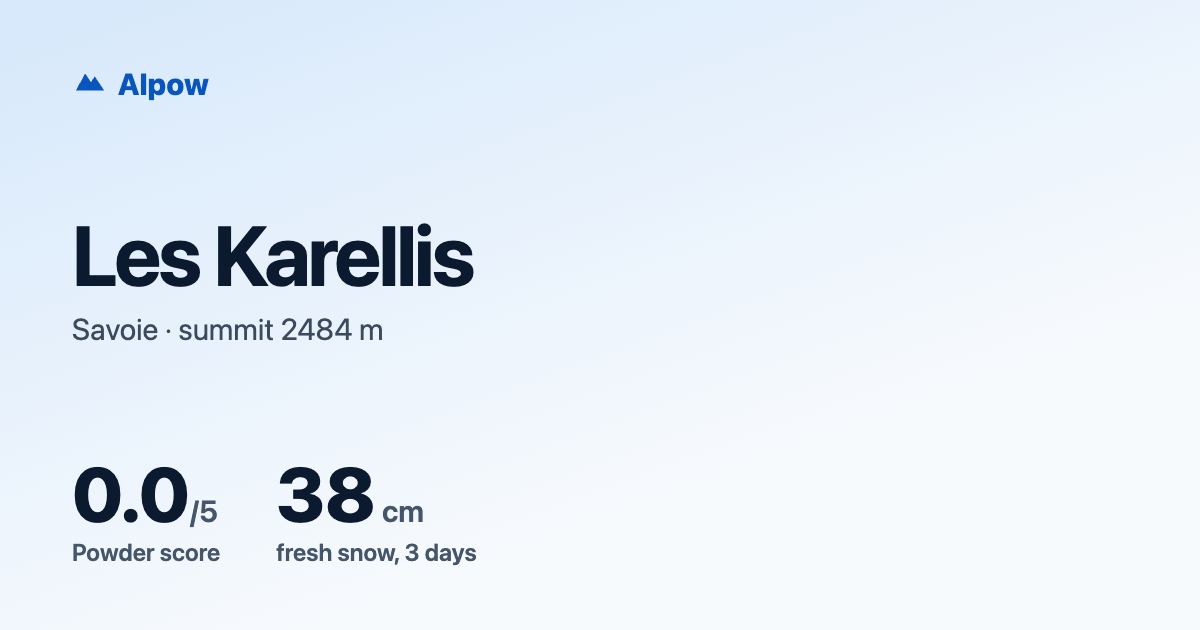 Alpow
Les Karellis
Savoie · summit 2484 m
0.0/5 38 cm
Powder score fresh snow, 3 days